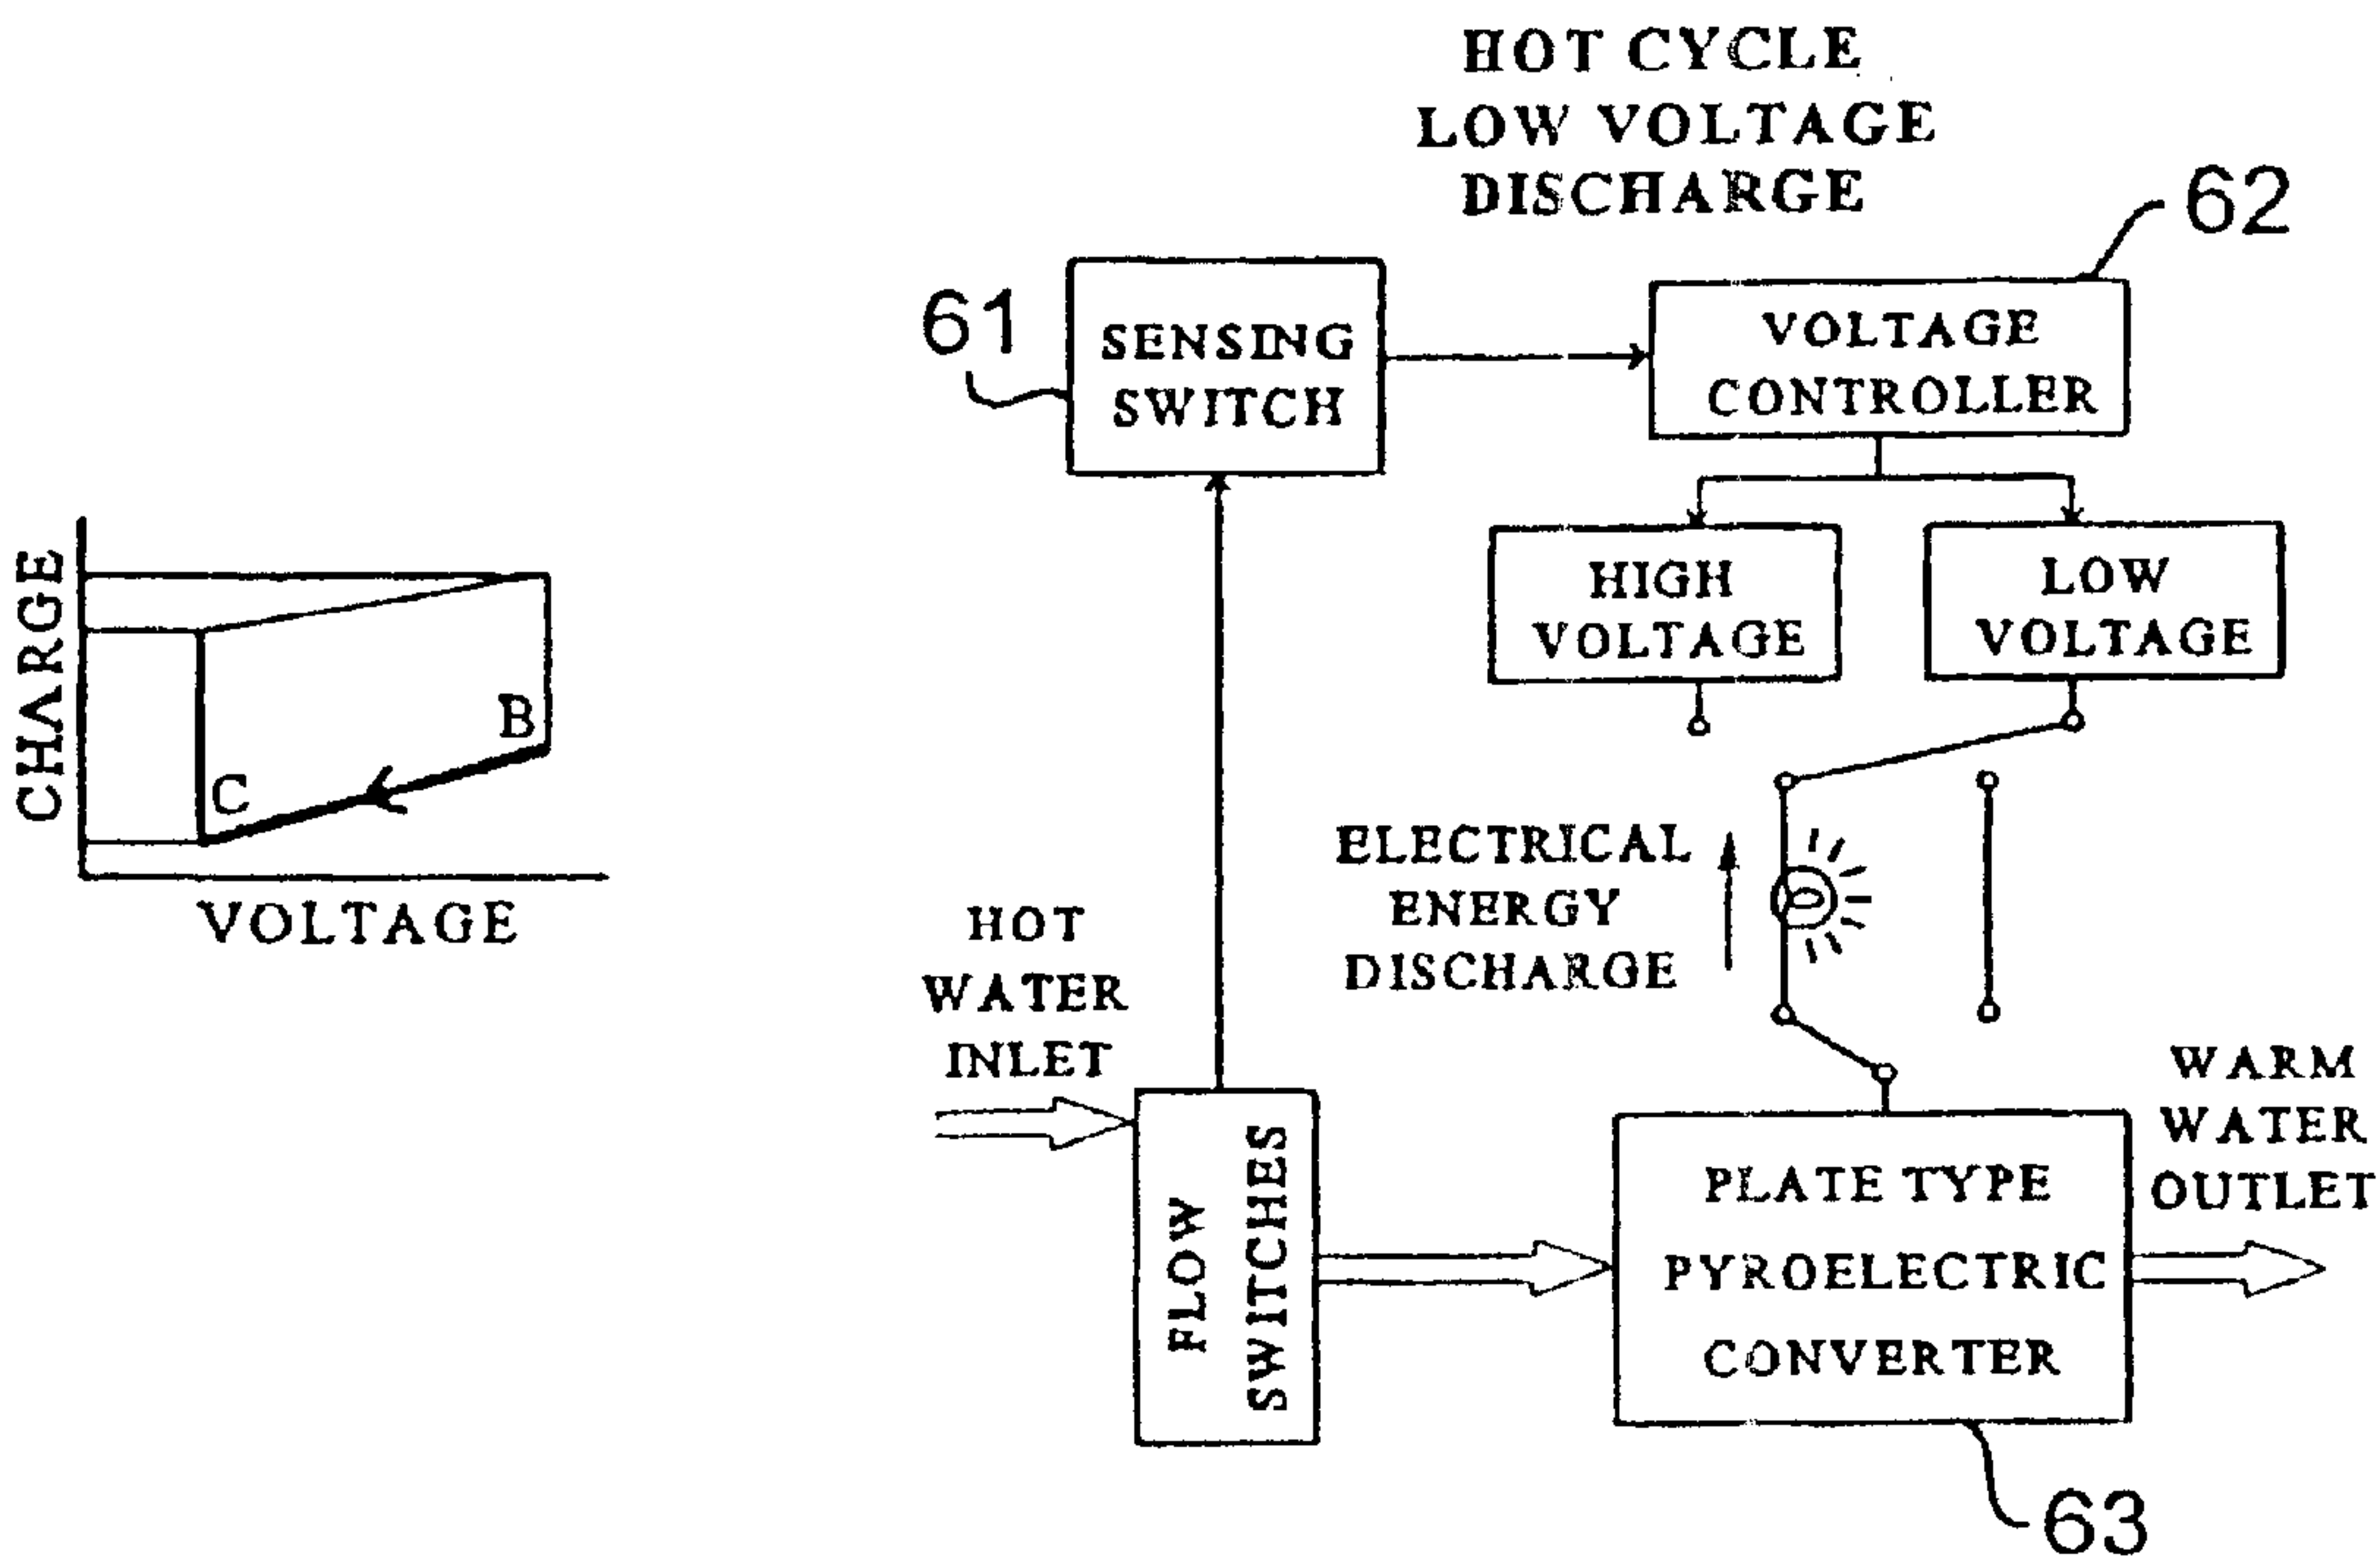 HOT CYCLE
LOW VOLTAGE
DISCHARGE
62
61
SENSING
SWITCH
VOLTAGE
CONTROLLER
HIGH
VOLTAGE
LOW
VOLTAGE
CHARGE
B
C
VOLTAGE
ELECTRICAL
ENERGY
DISCHARGE
HOT
WATER
INLET
FLOW
SWITCHES
PLATE TYPE
PYROELECTRIC
CONVERTER
WARM
WATER
OUTLET
63